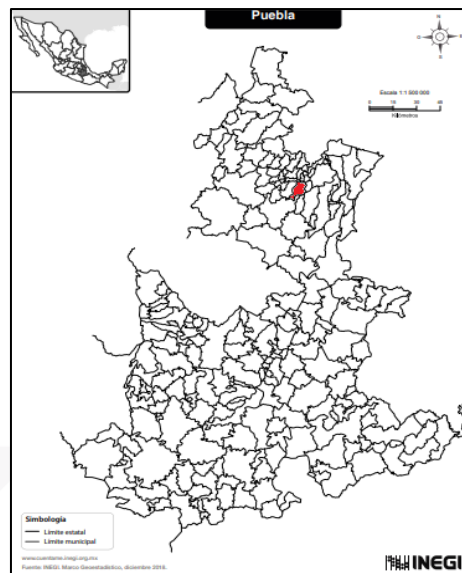 Puebla
Escala 1:1 500 000
Kilómetros
Simbología
Límite estatal
Límite municipal
www.cuentame.inegi.org.mx
Fuente: INEGI. Marco Geoestadístico, diciembre 2018.
INEGI